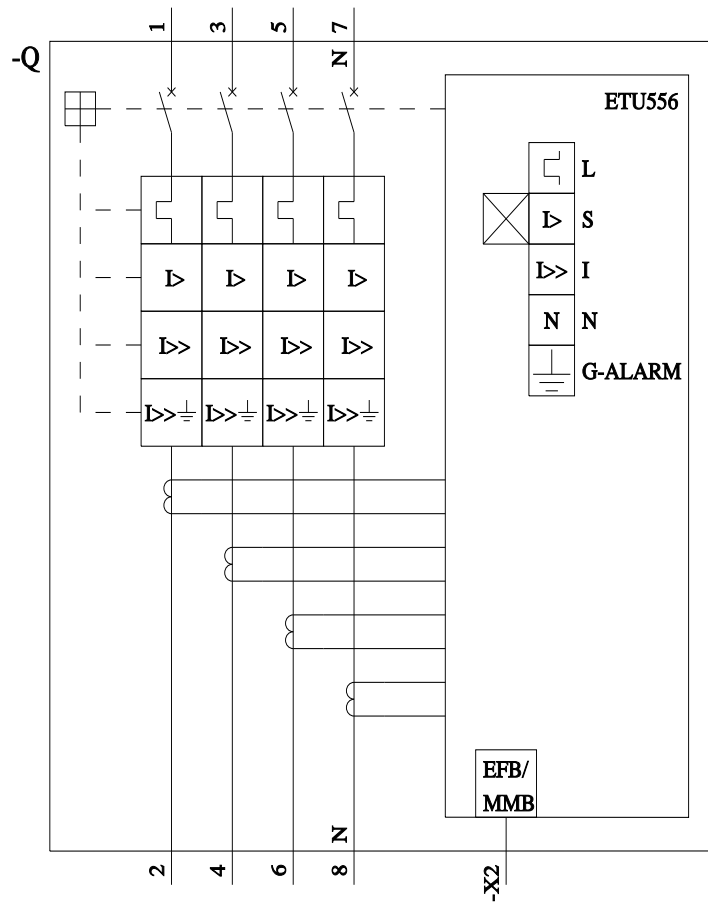 1 3 5 7
N
-Q
ETU556
L
I> S
I> I> I> I>
I>> I
I>> I>> I>> I>>
N N
G-ALARM
I>> I>> I>> I>>
EFB/
MMB
N
2 4 6 8
-X2